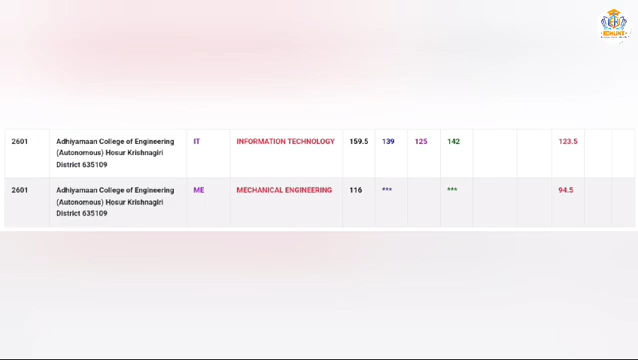 2601 Adhiyamaan College of Engineering IT INFORMATION TECHNOLOGY 159.5 139 125 142 123.5
(Autonomous) Hosur Krishnagiri
District 635109
2601 Adhiyamaan College of Engineering ME MECHANICAL ENGINEERING 116 *** *** 94.5
(Autonomous) Hosur Krishnagiri
District 635109